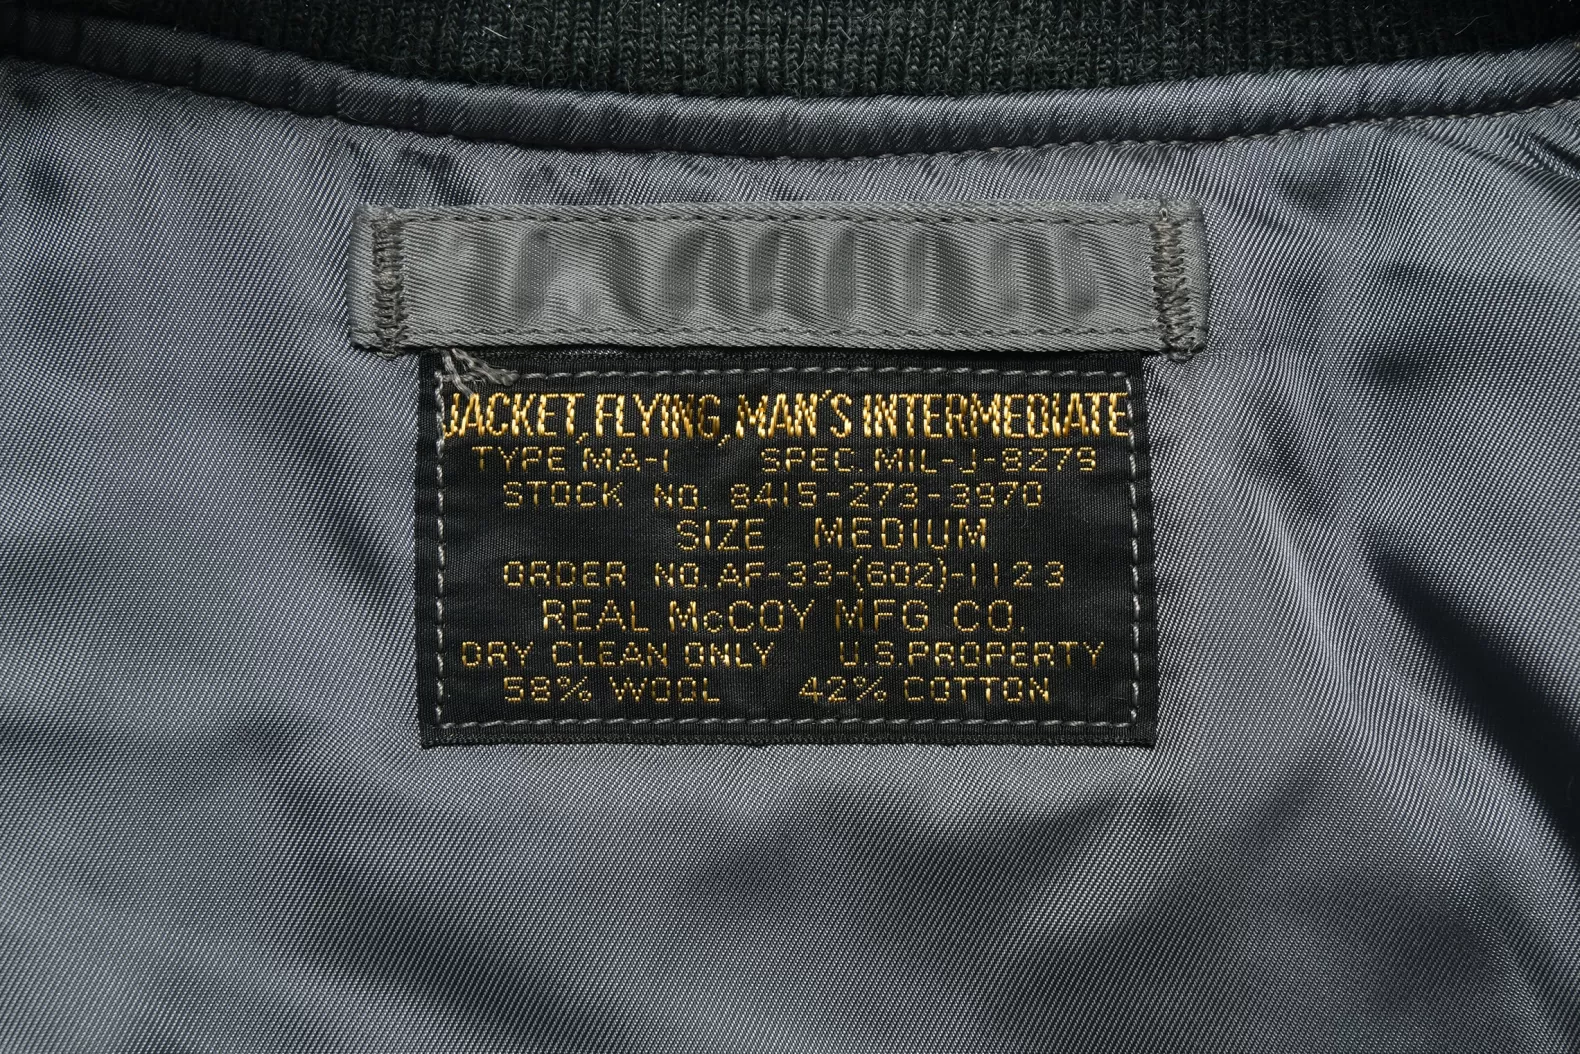 JACKET, FLYING, MAN'S INTERMEDIATE
TYPE MA-1 SPEC. MIL-J-8279
STOCK NO. 8415-273-3970
SIZE MEDIUM
ORDER NO. AF-33-(602)-1123
REAL McCOY MFG CO.
DRY CLEAN ONLY U.S. PROPERTY
58% WOOL 42% COTTON